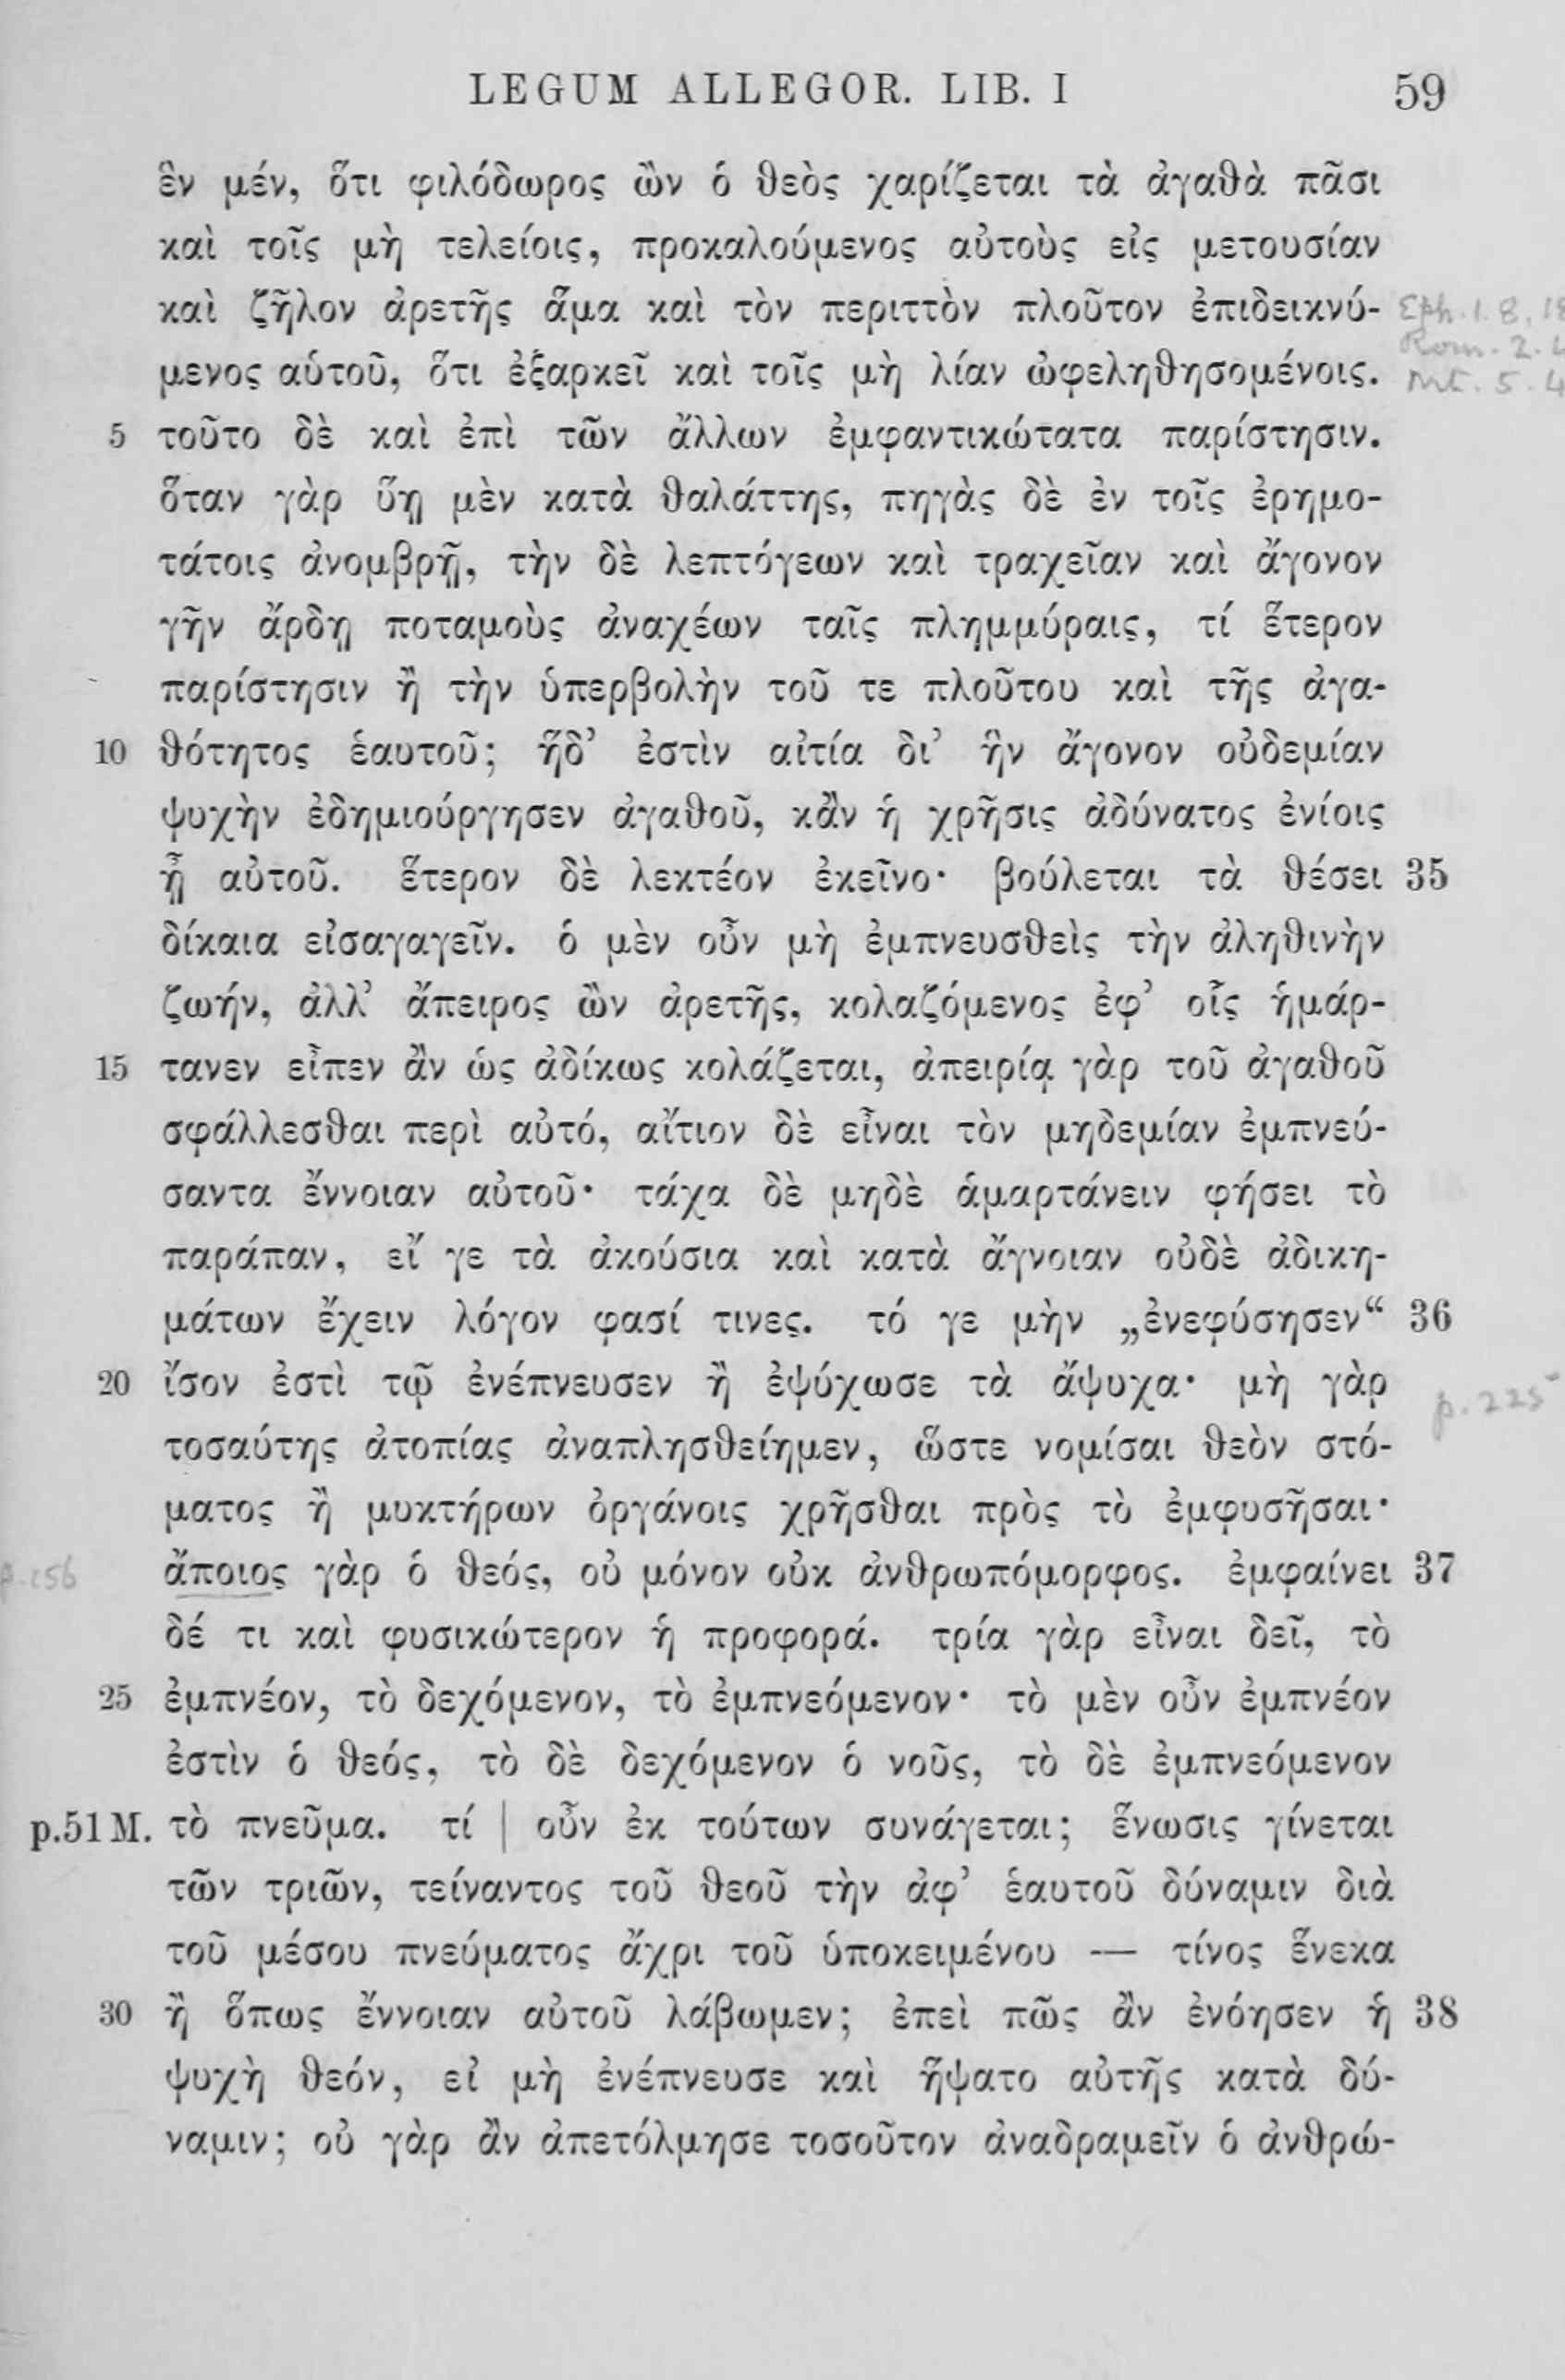 LEGUM ALLEGOR. LIB. I 59
ἓν μέν, ὅτι φιλόδωρος ὢν ὁ θεὸς χαρίζεται τὰ ἀγαθὰ πᾶσι
καὶ τοῖς μὴ τελείοις, προκαλούμενος αὐτοὺς εἰς μετουσίαν
καὶ ζῆλον ἀρετῆς ἅμα καὶ τὸν περιττὸν πλοῦτον ἐπιδεικνύ- Eph. 1. 8, 18
μενος αὑτοῦ, ὅτι ἐξαρκεῖ καὶ τοῖς μὴ λίαν ὠφεληθησομένοις. Rom. 2. Mt. 5. 4
5 τοῦτο δὲ καὶ ἐπὶ τῶν ἄλλων ἐμφαντικώτατα παρίστησιν.
ὅταν γὰρ ὕῃ μὲν κατὰ θαλάττης, πηγὰς δὲ ἐν τοῖς ἐρημο-
τάτοις ἀνομβρῇ, τὴν δὲ λεπτόγεων καὶ τραχεῖαν καὶ ἄγονον
γῆν ἄρδῃ ποταμοὺς ἀναχέων ταῖς πλημμύραις, τί ἕτερον
παρίστησιν ἢ τὴν ὑπερβολὴν τοῦ τε πλούτου καὶ τῆς ἀγα-
10 θότητος ἑαυτοῦ; ἥδ’ ἐστὶν αἰτία δι’ ἣν ἄγονον οὐδεμίαν
ψυχὴν ἐδημιούργησεν ἀγαθοῦ, κἂν ἡ χρῆσις ἀδύνατος ἐνίοις
ᾖ αὐτοῦ. ἕτερον δὲ λεκτέον ἐκεῖνο· βούλεται τὰ θέσει 35
δίκαια εἰσαγαγεῖν. ὁ μὲν οὖν μὴ ἐμπνευσθεὶς τὴν ἀληθινὴν
ζωήν, ἀλλ’ ἄπειρος ὢν ἀρετῆς, κολαζόμενος ἐφ’ οἷς ἡμάρ-
15 τανεν εἶπεν ἂν ὡς ἀδίκως κολάζεται, ἀπειρίᾳ γὰρ τοῦ ἀγαθοῦ
σφάλλεσθαι περὶ αὐτό, αἴτιον δὲ εἶναι τὸν μηδεμίαν ἐμπνεύ-
σαντα ἔννοιαν αὐτοῦ· τάχα δὲ μηδὲ ἁμαρτάνειν φήσει τὸ
παράπαν, εἴ γε τὰ ἀκούσια καὶ κατὰ ἄγνοιαν οὐδὲ ἀδικη-
μάτων ἔχειν λόγον φασί τινες. τό γε μὴν „ἐνεφύσησεν“ 36
20 ἴσον ἐστὶ τῷ ἐνέπνευσεν ἢ ἐψύχωσε τὰ ἄψυχα· μὴ γὰρ p. 225
τοσαύτης ἀτοπίας ἀναπλησθείημεν, ὥστε νομίσαι θεὸν στό-
ματος ἢ μυκτήρων ὀργάνοις χρῆσθαι πρὸς τὸ ἐμφυσῆσαι·
p. 156 ἄποιος γὰρ ὁ θεός, οὐ μόνον οὐκ ἀνθρωπόμορφος. ἐμφαίνει 37
δέ τι καὶ φυσικώτερον ἡ προφορά. τρία γὰρ εἶναι δεῖ, τὸ
25 ἐμπνέον, τὸ δεχόμενον, τὸ ἐμπνεόμενον· τὸ μὲν οὖν ἐμπνέον
ἐστὶν ὁ θεός, τὸ δὲ δεχόμενον ὁ νοῦς, τὸ δὲ ἐμπνεόμενον
p.51 M. τὸ πνεῦμα. τί | οὖν ἐκ τούτων συνάγεται; ἕνωσις γίνεται
τῶν τριῶν, τείναντος τοῦ θεοῦ τὴν ἀφ’ ἑαυτοῦ δύναμιν διὰ
τοῦ μέσου πνεύματος ἄχρι τοῦ ὑποκειμένου — τίνος ἕνεκα
30 ἢ ὅπως ἔννοιαν αὐτοῦ λάβωμεν; ἐπεὶ πῶς ἂν ἐνόησεν ἡ 38
ψυχὴ θεόν, εἰ μὴ ἐνέπνευσε καὶ ἥψατο αὐτῆς κατὰ δύ-
ναμιν; οὐ γὰρ ἂν ἀπετόλμησε τοσοῦτον ἀναδραμεῖν ὁ ἀνθρώ-